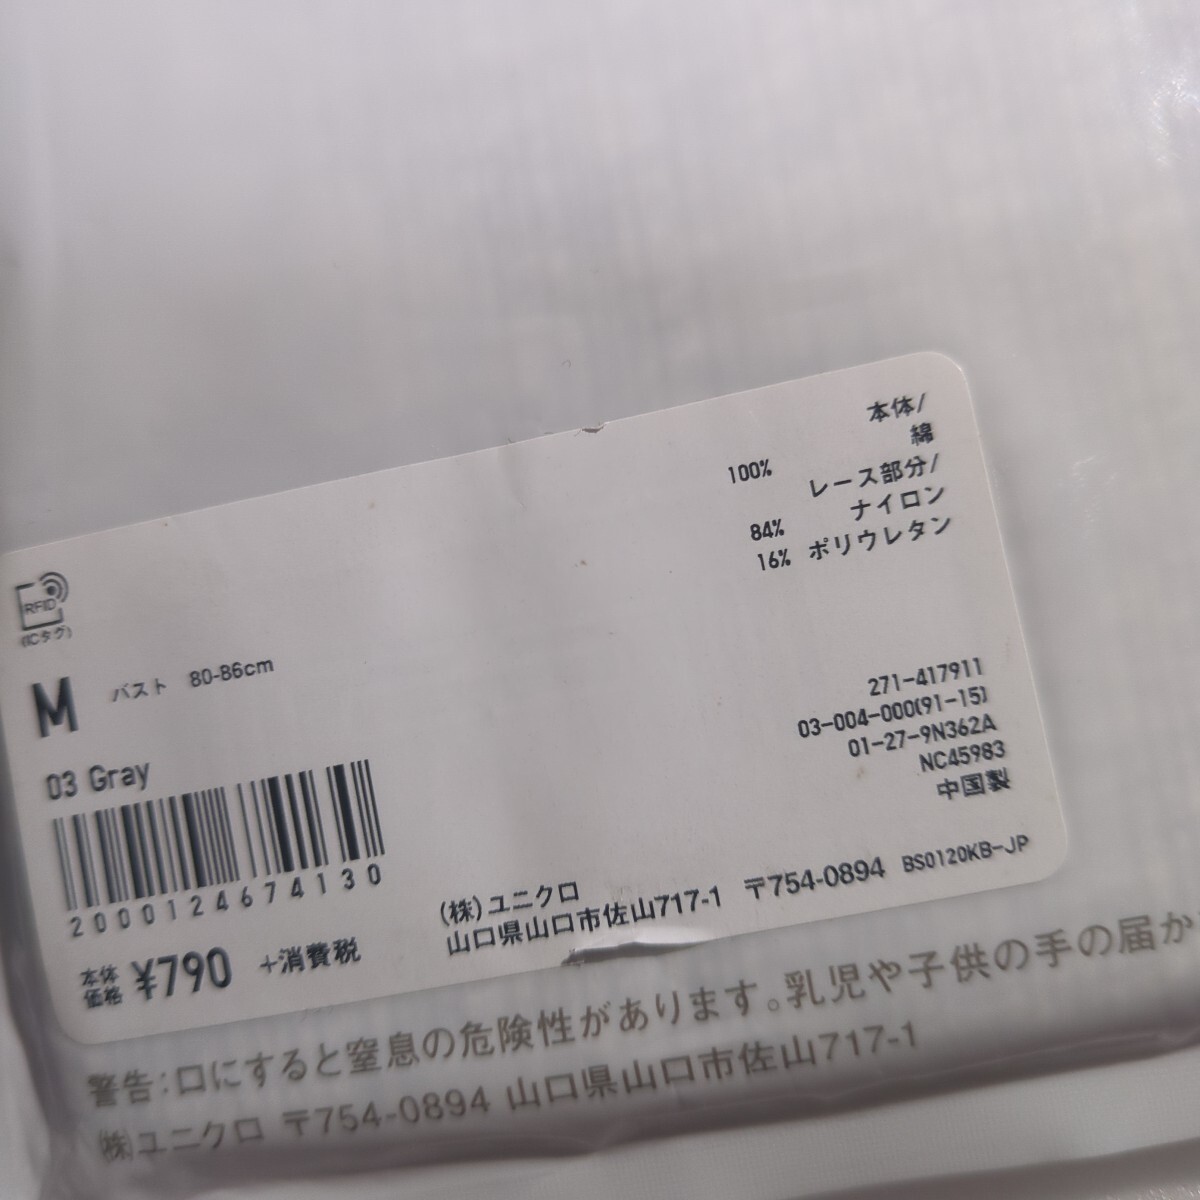 本体/
100% 綿
レース部分/
84% ナイロン
16% ポリウレタン
RFID
(ICタグ)
M バスト 80-86cm
03 Gray
2000124674130
本体価格 ¥790 +消費税
271-417911
03-004-000(91-15)
01-27-9N362A
NC45983
中国製
(株)ユニクロ
山口県山口市佐山717-1 〒754-0894 BS0120KB-JP
警告:口にすると窒息の危険性があります。乳児や子供の手の届か
㈱ユニクロ 〒754-0894 山口県山口市佐山717-1